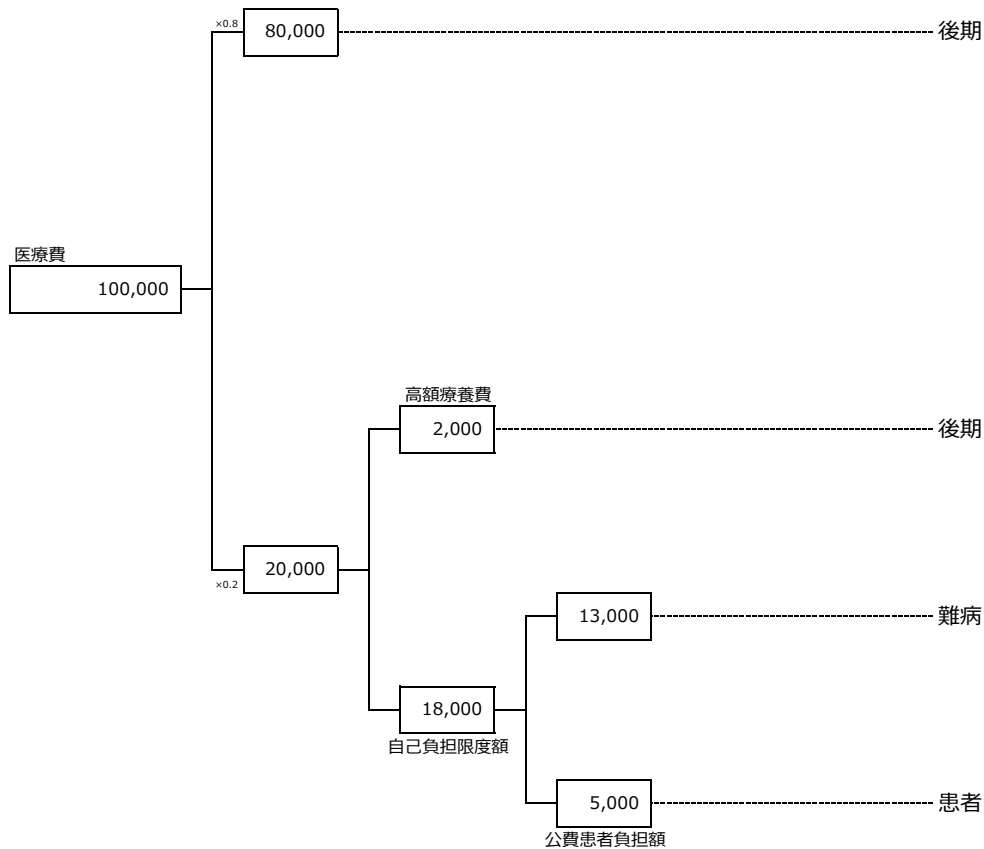 ×0.8
80,000
後期
医療費
100,000
高額療養費
2,000
後期
20,000
×0.2
13,000
難病
18,000
自己負担限度額
5,000
患者
公費患者負担額